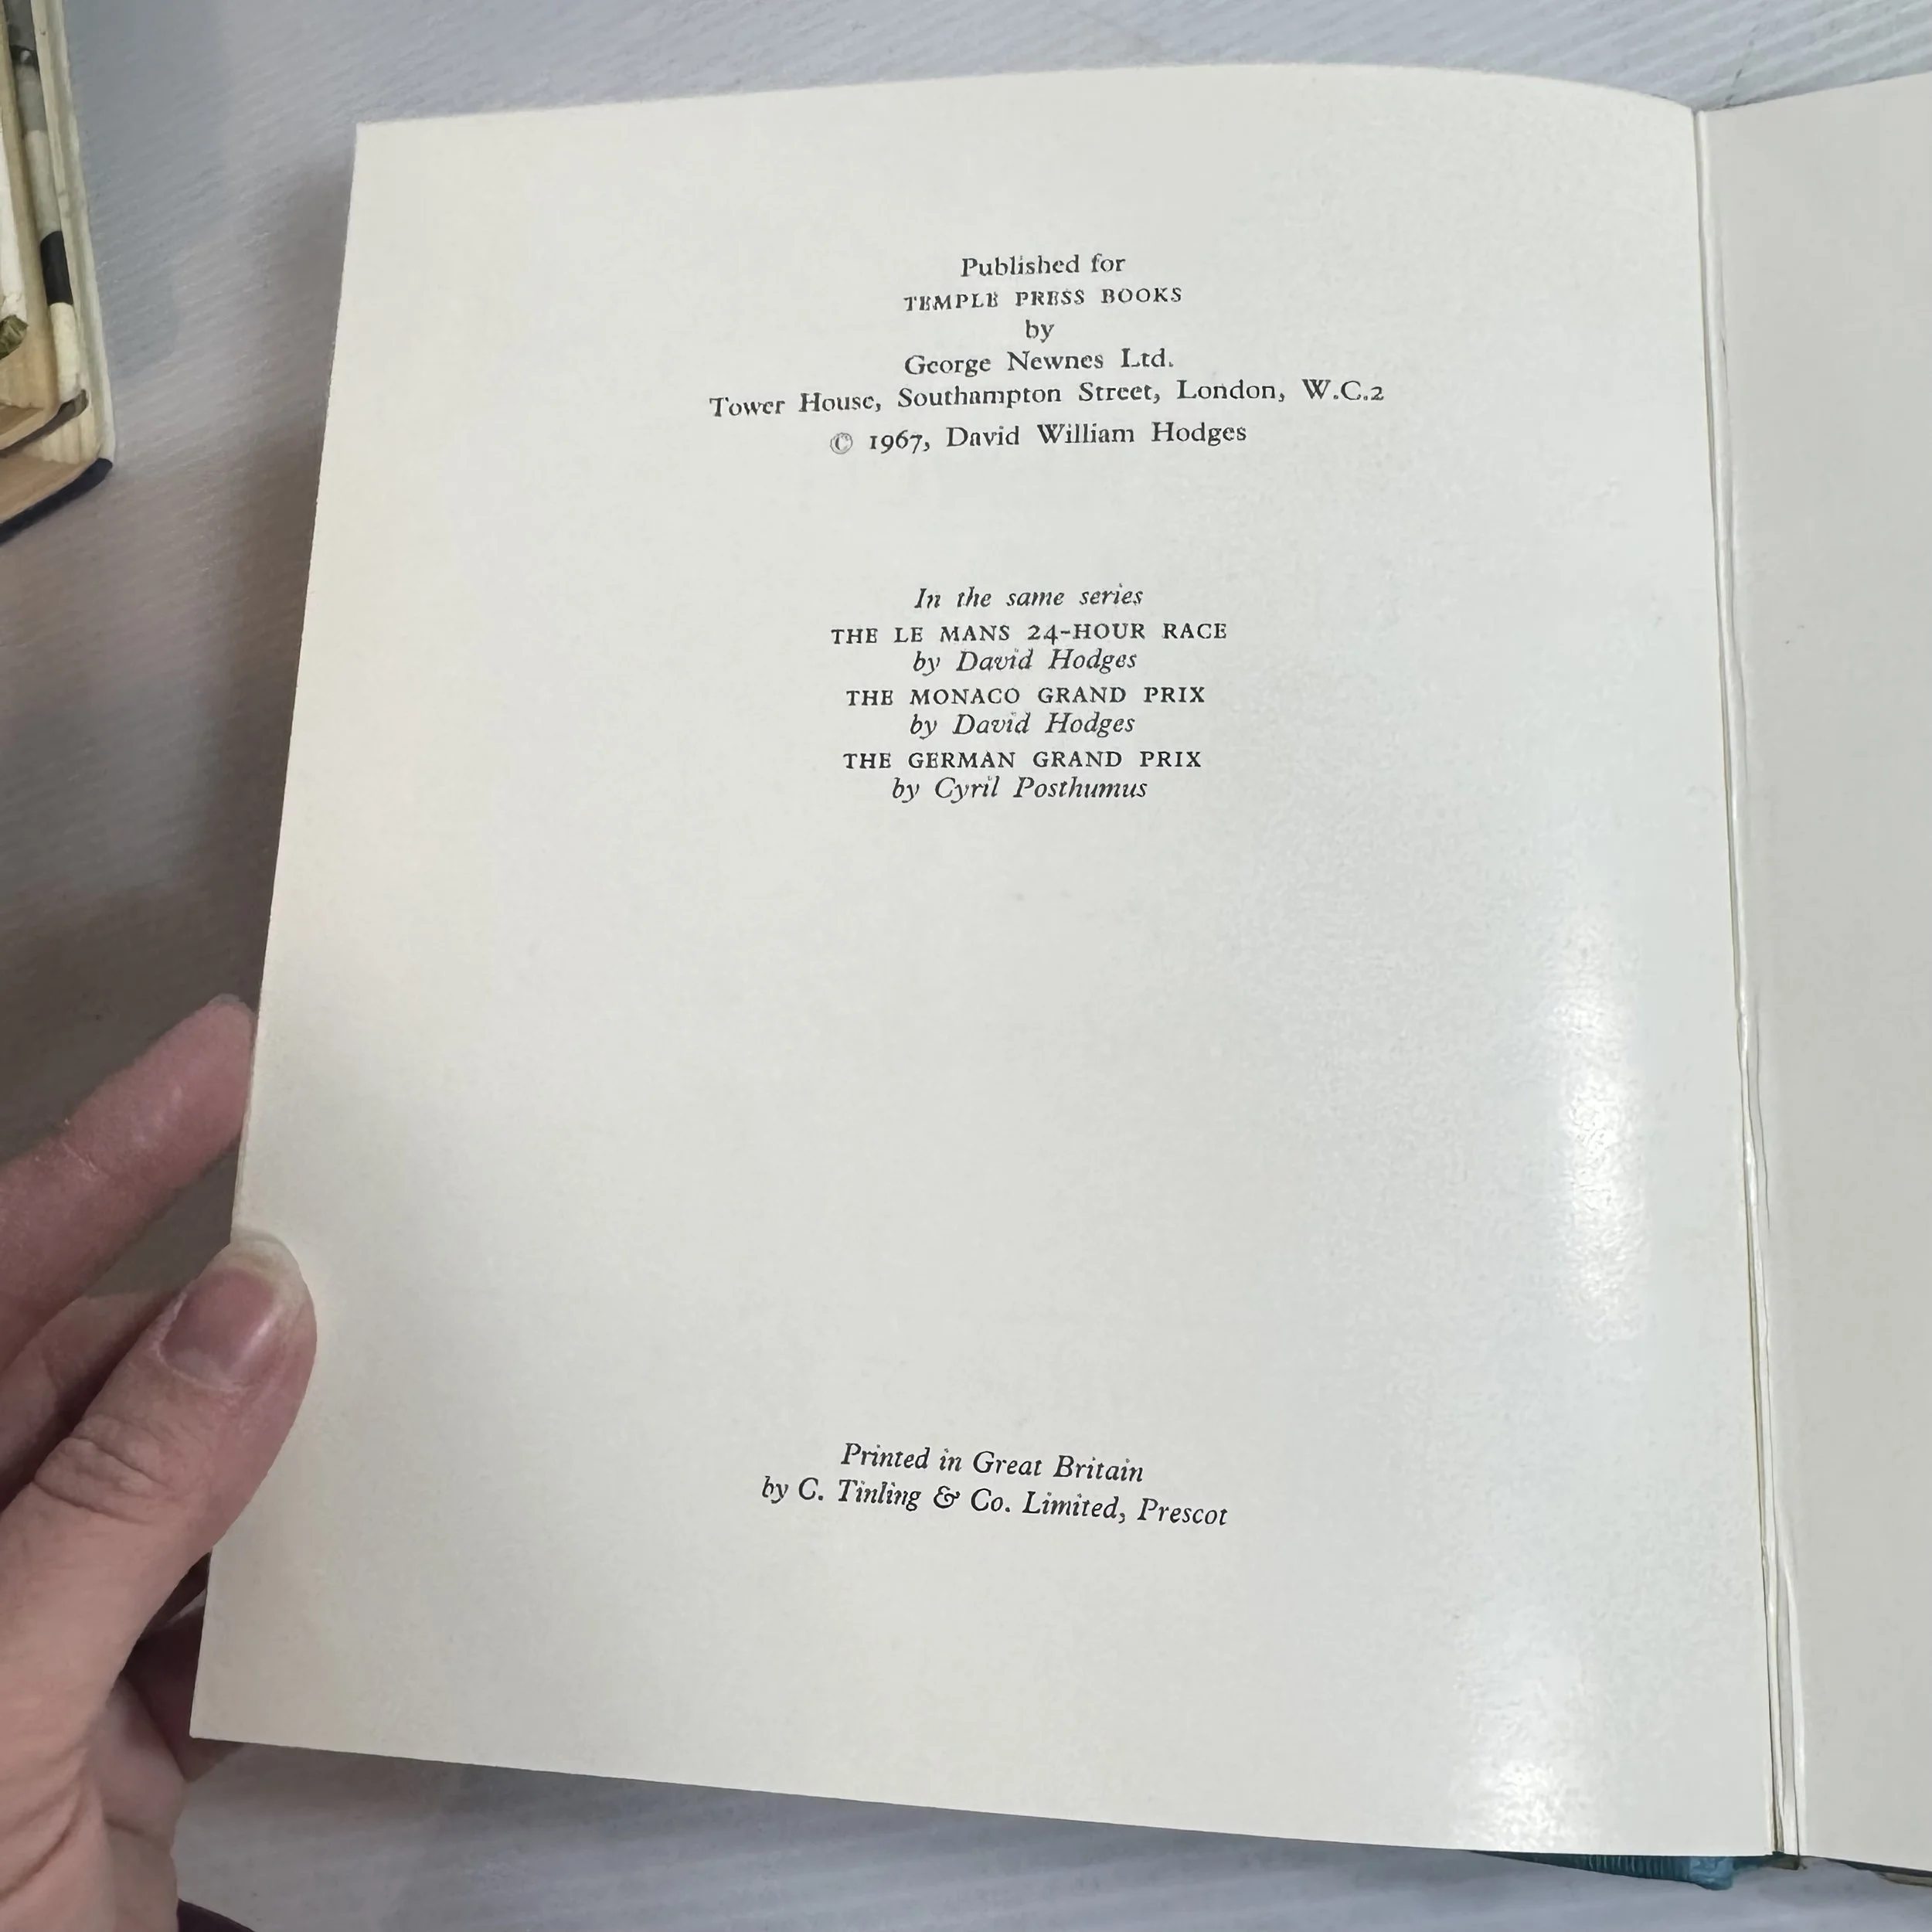 Published for
TEMPLE PRESS BOOKS
by
George Newnes Ltd.
Tower House, Southampton Street, London, W.C.2
© 1967, David William Hodges
In the same series
THE LE MANS 24-HOUR RACE
by David Hodges
THE MONACO GRAND PRIX
by David Hodges
THE GERMAN GRAND PRIX
by Cyril Posthumus
Printed in Great Britain
by C. Tinling & Co. Limited, Prescot